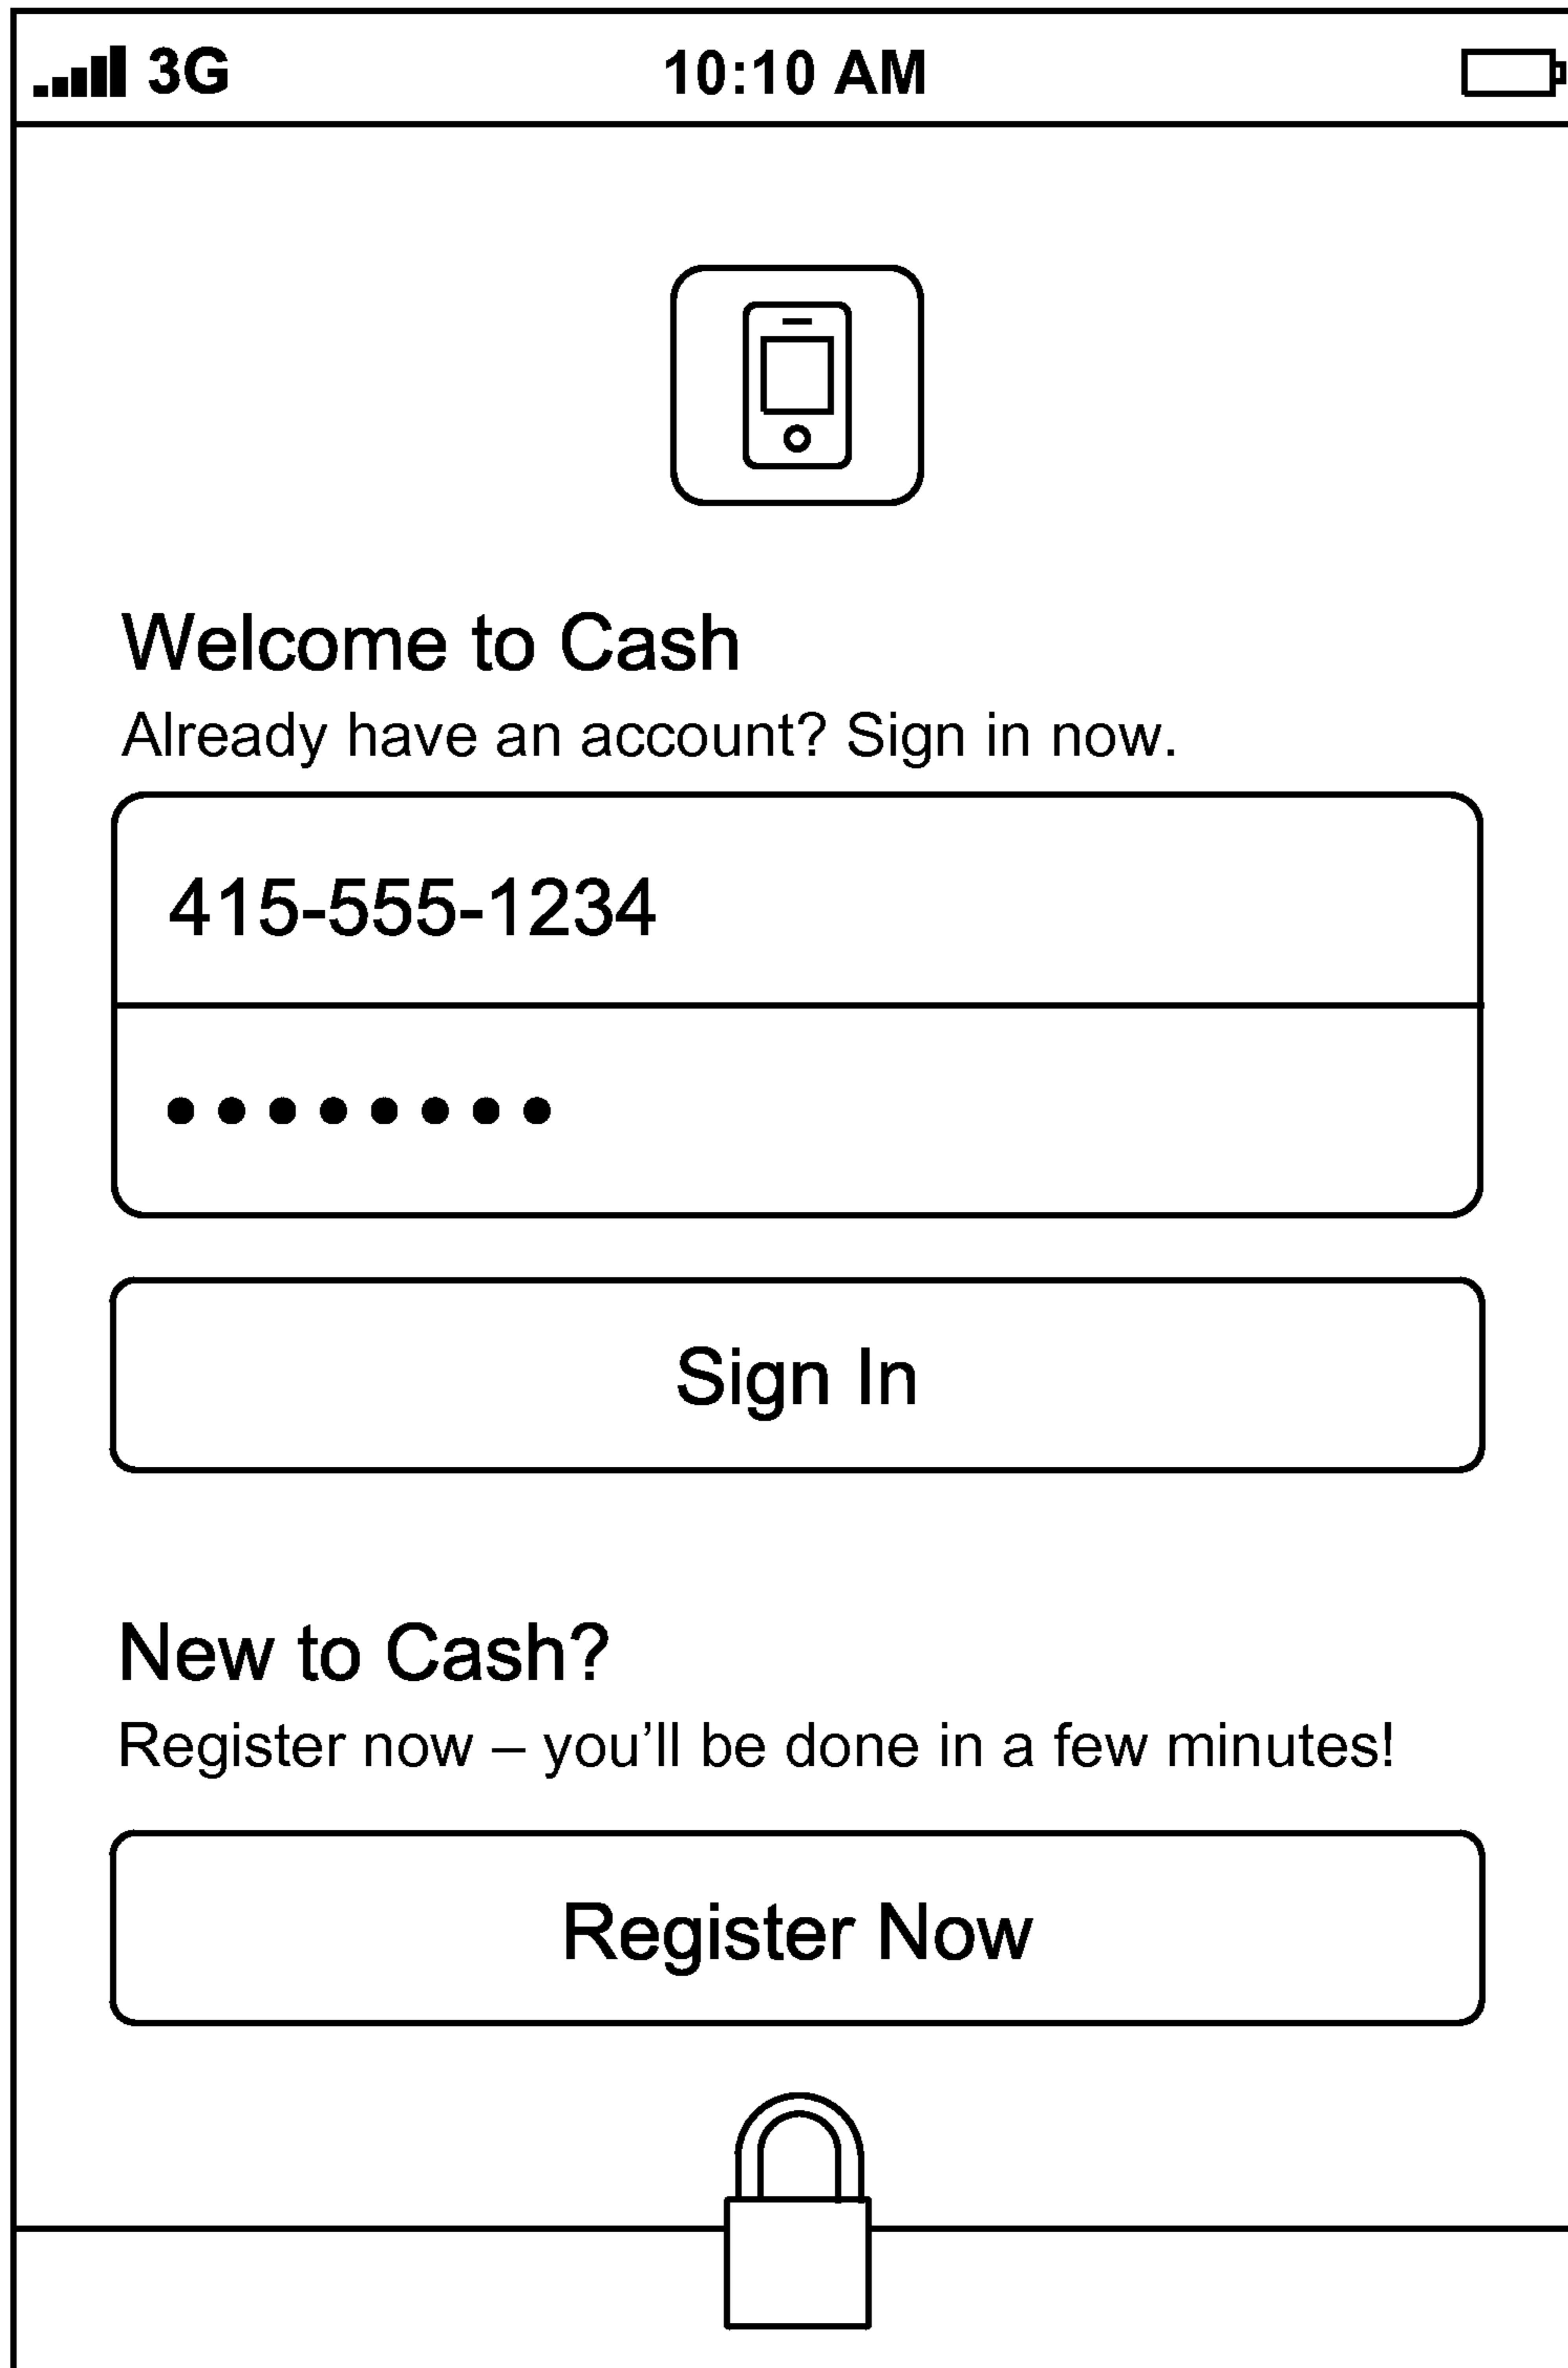 3G 10:10 AM
Welcome to Cash
Already have an account? Sign in now.
415-555-1234
••••••••
Sign In
New to Cash?
Register now – you’ll be done in a few minutes!
Register Now